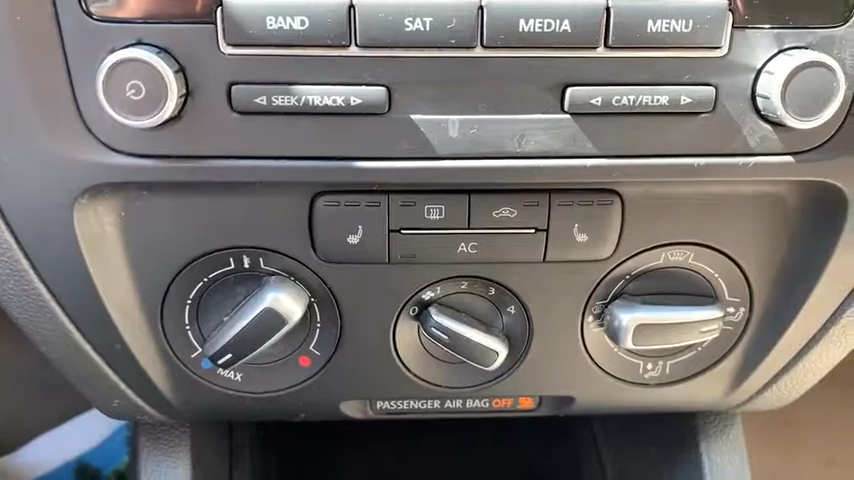 BAND SAT MEDIA MENU
◁ SEEK/TRACK ▷ ◁ CAT/FLDR ▷
AC
0 1 2 3 4
MAX
PASSENGER AIR BAG OFF